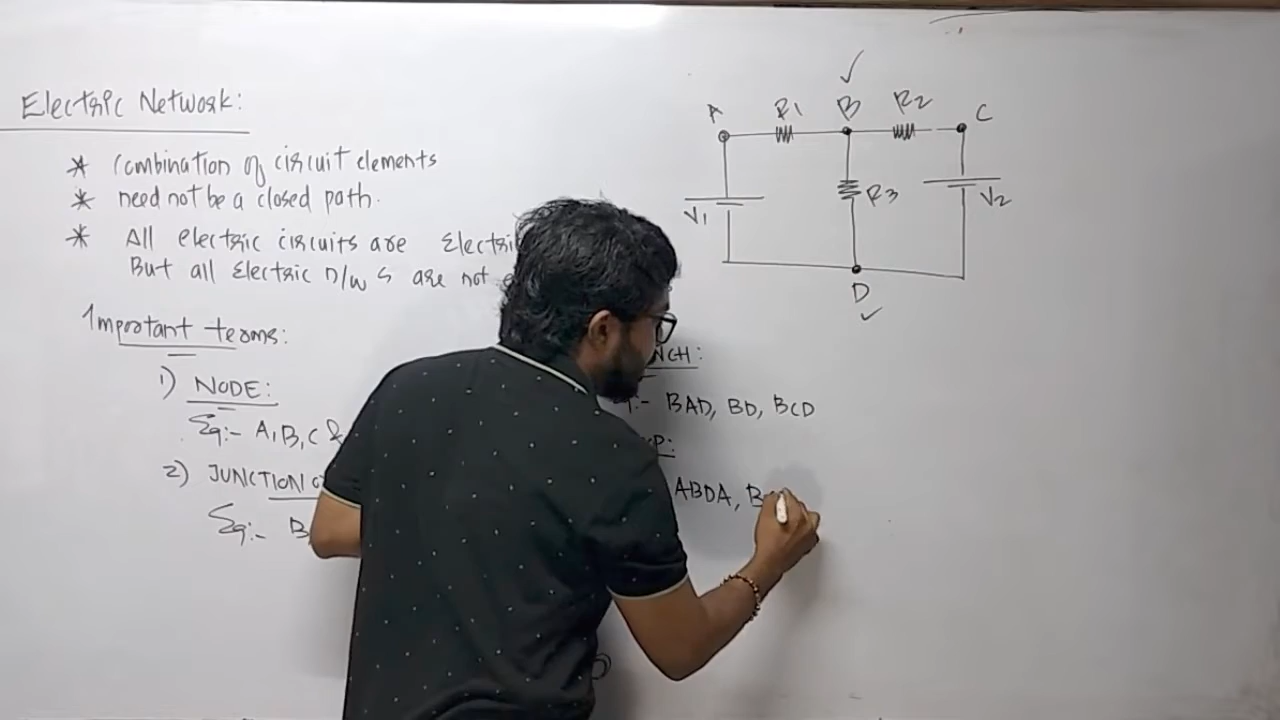 Electric Network:
* Combination of circuit elements
* need not be a closed path.
* All electric circuits are Electri
But all Electric n/w s are not
Important terms:
1) NODE:
Eg:- A, B, C &
2) JUNCTION
Eg:- B,
NCH:
:- BAD, BD, BCD
P:
ABDA, B
A R1 B R2 C
V1 R3 V2
D